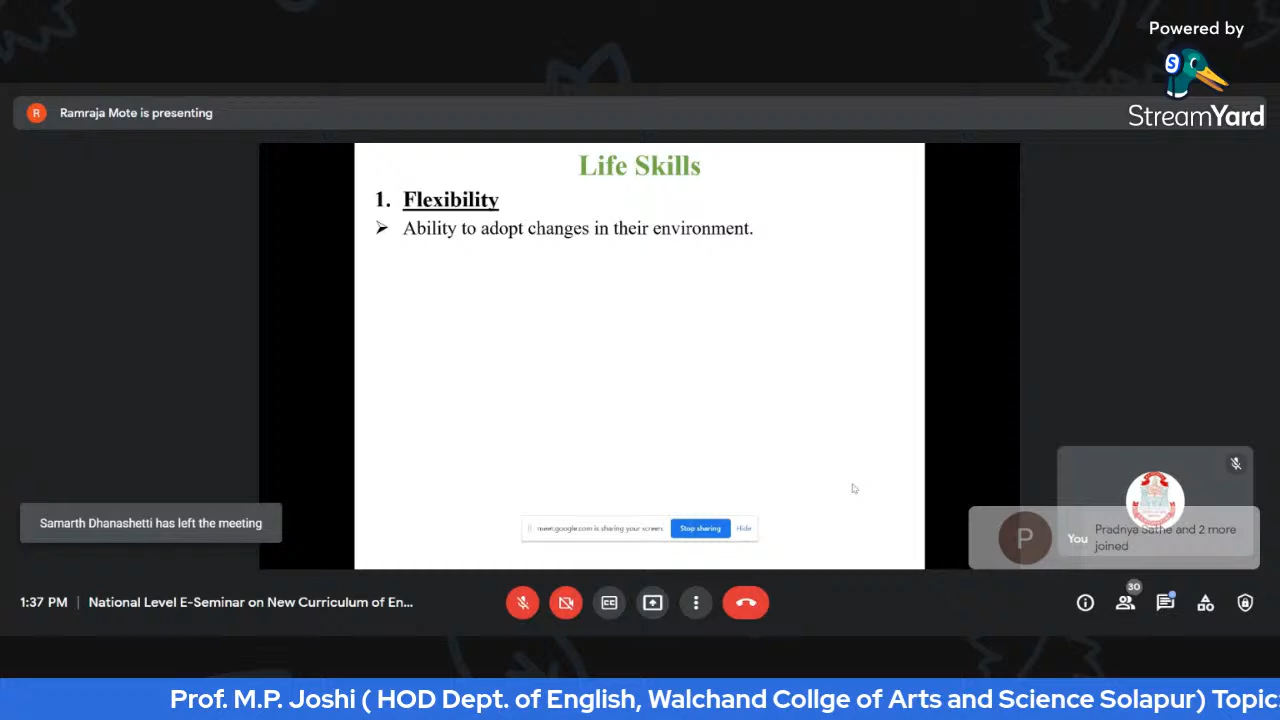 Powered by
StreamYard
R
Ramraja Mote is presenting
Life Skills
1. Flexibility
➢ Ability to adopt changes in their environment.
Samarth Dhanashetti has left the meeting
meet.google.com is sharing your screen.
Stop sharing
Hide
P
You
Pradnya Sathe and 2 more
joined
1:37 PM | National Level E-Seminar on New Curriculum of En...
CC
30
Prof. M.P. Joshi ( HOD Dept. of English, Walchand Collge of Arts and Science Solapur) Topic